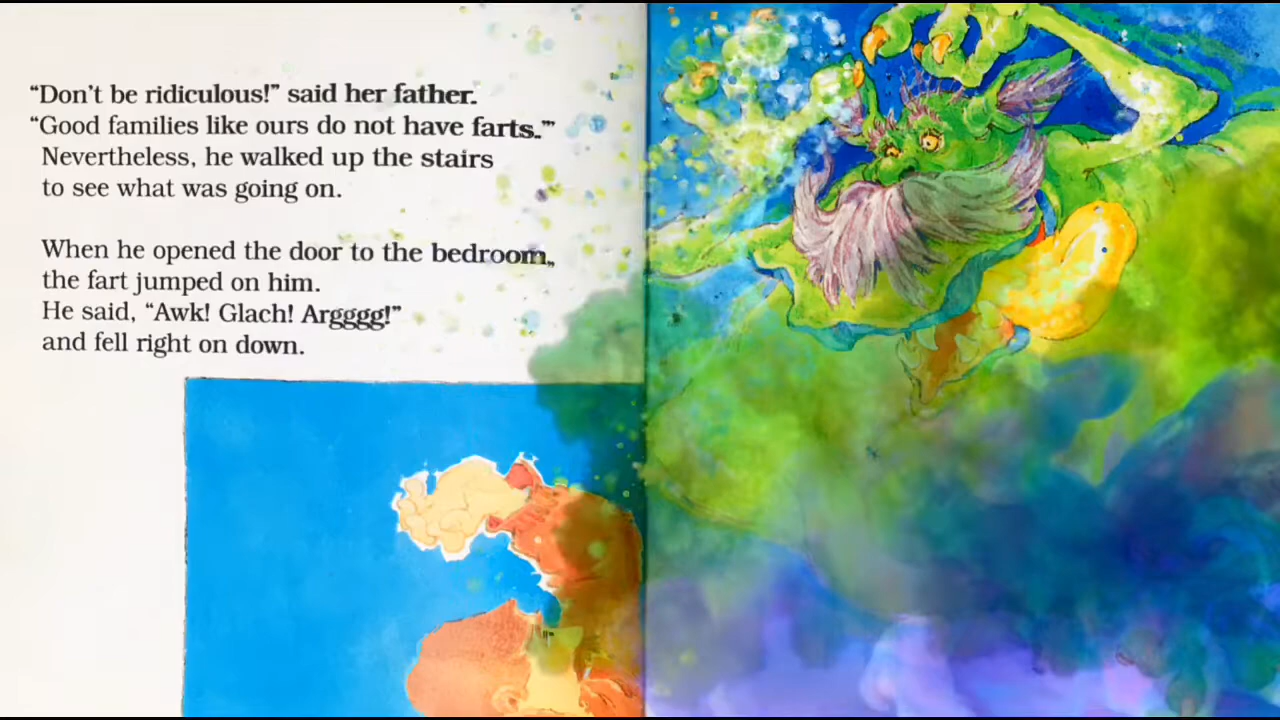 “Don’t be ridiculous!” said her father.
“Good families like ours do not have farts.”’
Nevertheless, he walked up the stairs
to see what was going on.
When he opened the door to the bedroom,
the fart jumped on him.
He said, “Awk! Glach! Argggg!”
and fell right on down.